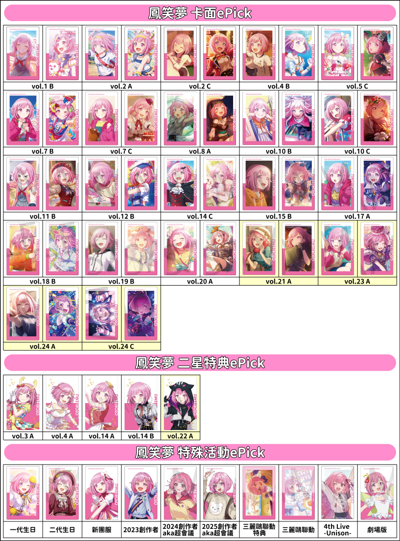 鳳笑夢 卡面ePick
vol.1 B vol.2 A vol.2 C vol.4 B vol.5 C
vol.7 B vol.7 C vol.8 A vol.10 B vol.10 C
vol.11 B vol.12 B vol.14 C vol.15 B vol.17 A
vol.18 B vol.19 B vol.20 A vol.21 A vol.23 A
vol.24 A vol.24 C
鳳笑夢 二星特典ePick
vol.3 A vol.4 A vol.14 A vol.14 B vol.22 A
鳳笑夢 特殊活動ePick
一代生日 二代生日 新團服 2023創作者 2024創作者 2025創作者 三麗鷗聯動 三麗鷗聯動 4th Live 劇場版
aka超會議 aka超會議 特典 -Unison-